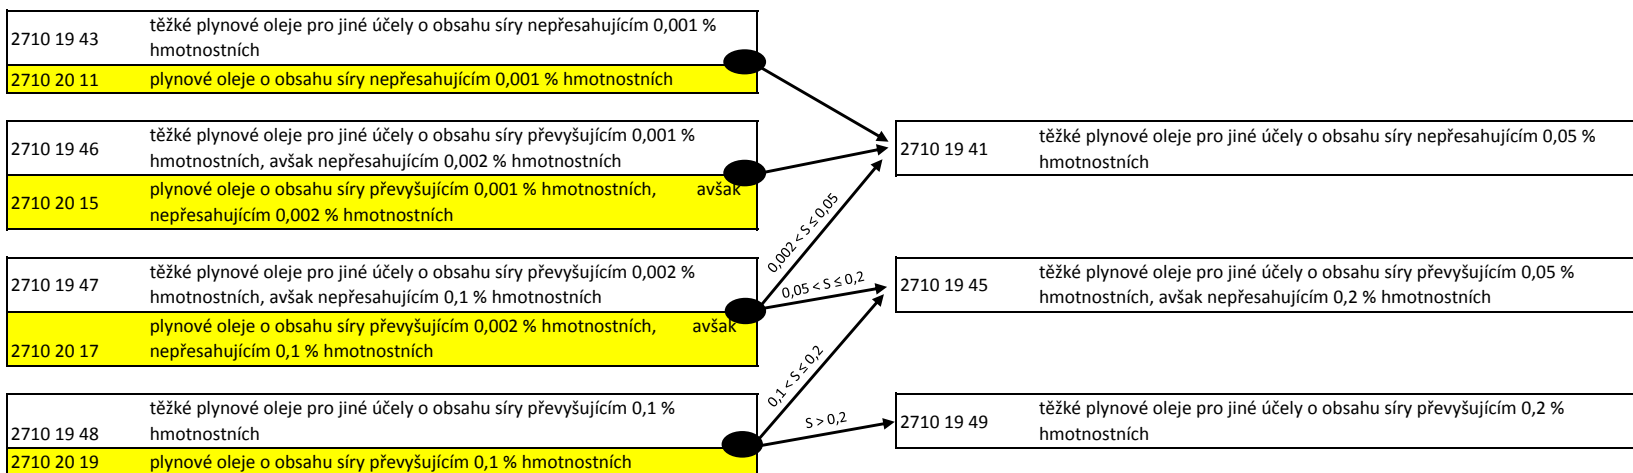 2710 19 43
těžké plynové oleje pro jiné účely o obsahu síry nepřesahujícím 0,001 %
hmotnostních
2710 20 11
plynové oleje o obsahu síry nepřesahujícím 0,001 % hmotnostních
2710 19 46
těžké plynové oleje pro jiné účely o obsahu síry převyšujícím 0,001 %
hmotnostních, avšak nepřesahujícím 0,002 % hmotnostních
2710 20 15
plynové oleje o obsahu síry převyšujícím 0,001 % hmotnostních, avšak
nepřesahujícím 0,002 % hmotnostních
2710 19 41
těžké plynové oleje pro jiné účely o obsahu síry nepřesahujícím 0,05 %
hmotnostních
0,002 < S ≤ 0,05
2710 19 47
těžké plynové oleje pro jiné účely o obsahu síry převyšujícím 0,002 %
hmotnostních, avšak nepřesahujícím 0,1 % hmotnostních
2710 20 17
plynové oleje o obsahu síry převyšujícím 0,002 % hmotnostních, avšak
nepřesahujícím 0,1 % hmotnostních
0,05 < S ≤ 0,2
2710 19 45
těžké plynové oleje pro jiné účely o obsahu síry převyšujícím 0,05 %
hmotnostních, avšak nepřesahujícím 0,2 % hmotnostních
0,1 < S ≤ 0,2
2710 19 48
těžké plynové oleje pro jiné účely o obsahu síry převyšujícím 0,1 %
hmotnostních
2710 20 19
plynové oleje o obsahu síry převyšujícím 0,1 % hmotnostních
S > 0,2
2710 19 49
těžké plynové oleje pro jiné účely o obsahu síry převyšujícím 0,2 %
hmotnostních